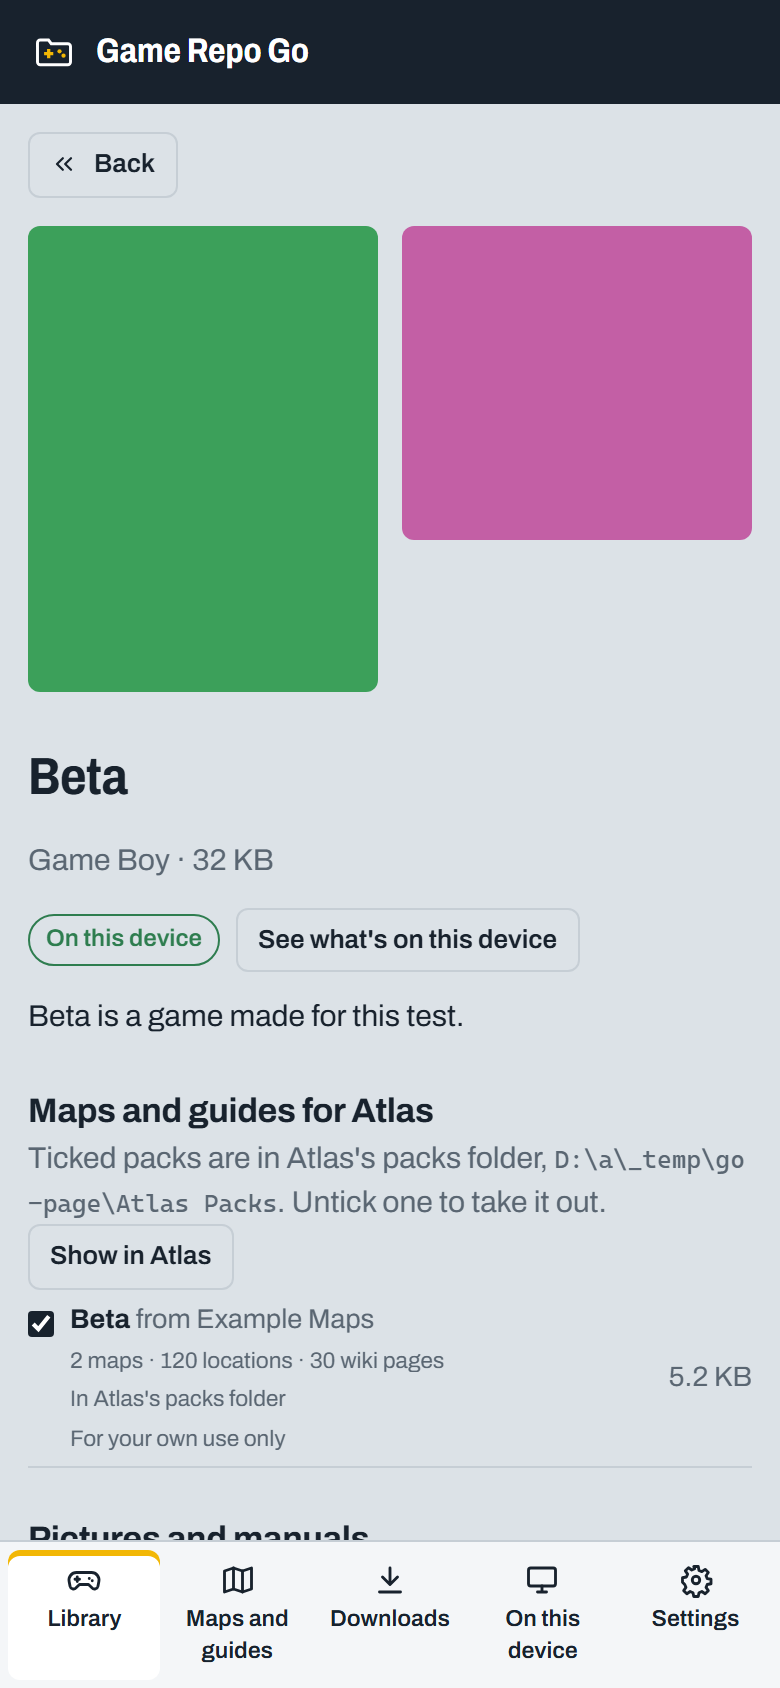 Game Repo Go
Back
Beta
Game Boy · 32 KB
On this device
See what's on this device
Beta is a game made for this test.
Maps and guides for Atlas
Ticked packs are in Atlas's packs folder, D:\a\_temp\go
-page\Atlas Packs. Untick one to take it out.
Show in Atlas
Beta from Example Maps
2 maps · 120 locations · 30 wiki pages
5.2 KB
In Atlas's packs folder
For your own use only
Pictures and manuals
Library
Maps and
guides
Downloads
On this
device
Settings